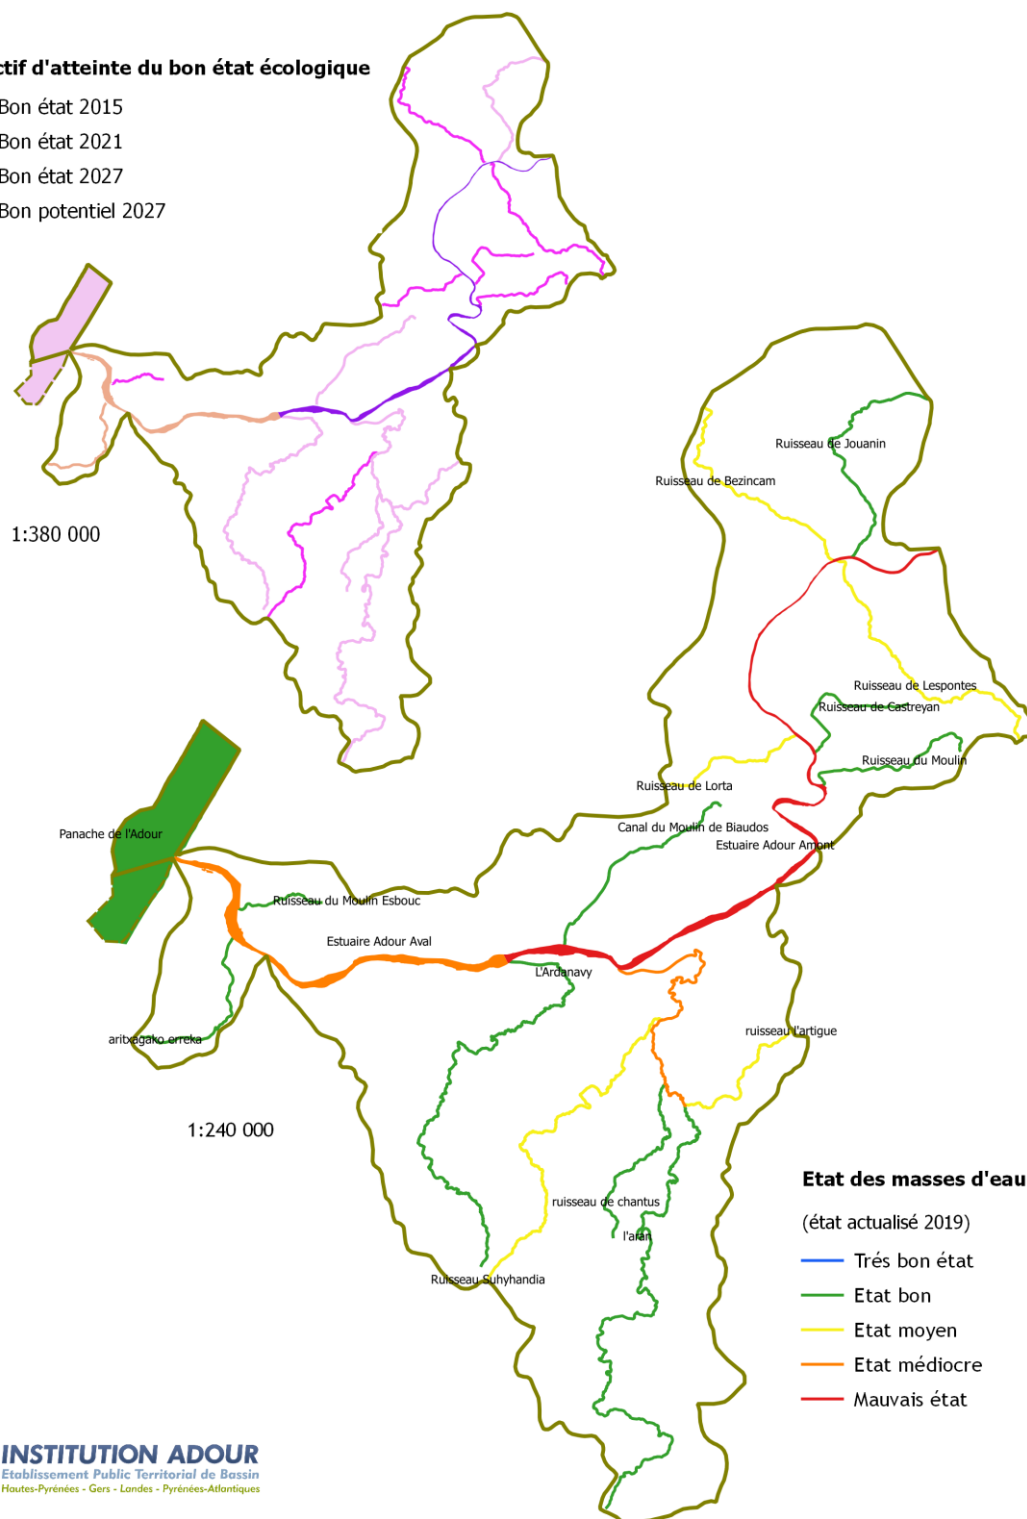 ctif d'atteinte du bon état écologique
Bon état 2015
Bon état 2021
Bon état 2027
Bon potentiel 2027
1:380 000
Ruisseau de Jouanin
Ruisseau de Bezincam
Ruisseau de Lespontes
Ruisseau de Castreyan
Ruisseau du Moulin
Ruisseau de Lorta
Canal du Moulin de Biaudos
Estuaire Adour Amont
Panache de l'Adour
Ruisseau du Moulin Esbouc
Estuaire Adour Aval
L'Ardanavy
ruisseau l'artigue
aritxagako erreka
1:240 000
ruisseau de chantus
l'aran
Ruisseau Suhyhandia
Etat des masses d'eau
(état actualisé 2019)
Trés bon état
Etat bon
Etat moyen
Etat médiocre
Mauvais état
INSTITUTION ADOUR
Etablissement Public Territorial de Bassin
Hautes-Pyrénées - Gers - Landes - Pyrénées-Atlantiques